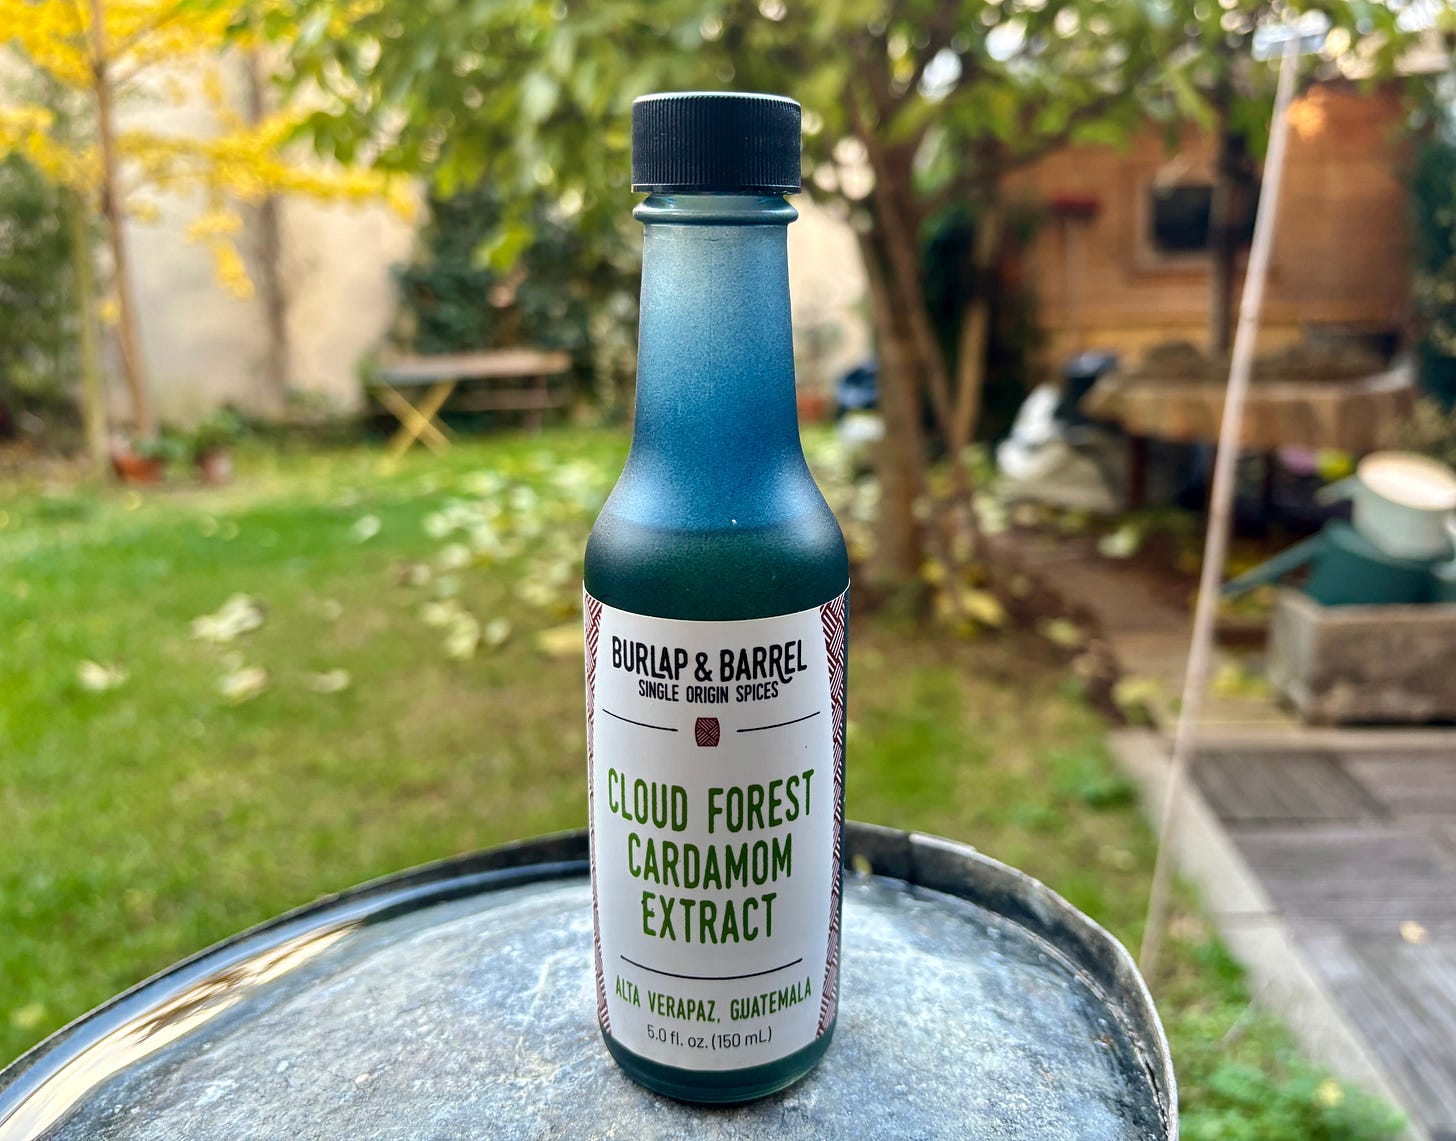 BURLAP & BARREL
SINGLE ORIGIN SPICES
CLOUD FOREST
CARDAMOM
EXTRACT
ALTA VERAPAZ, GUATEMALA
5.0 fl. oz. (150 mL)